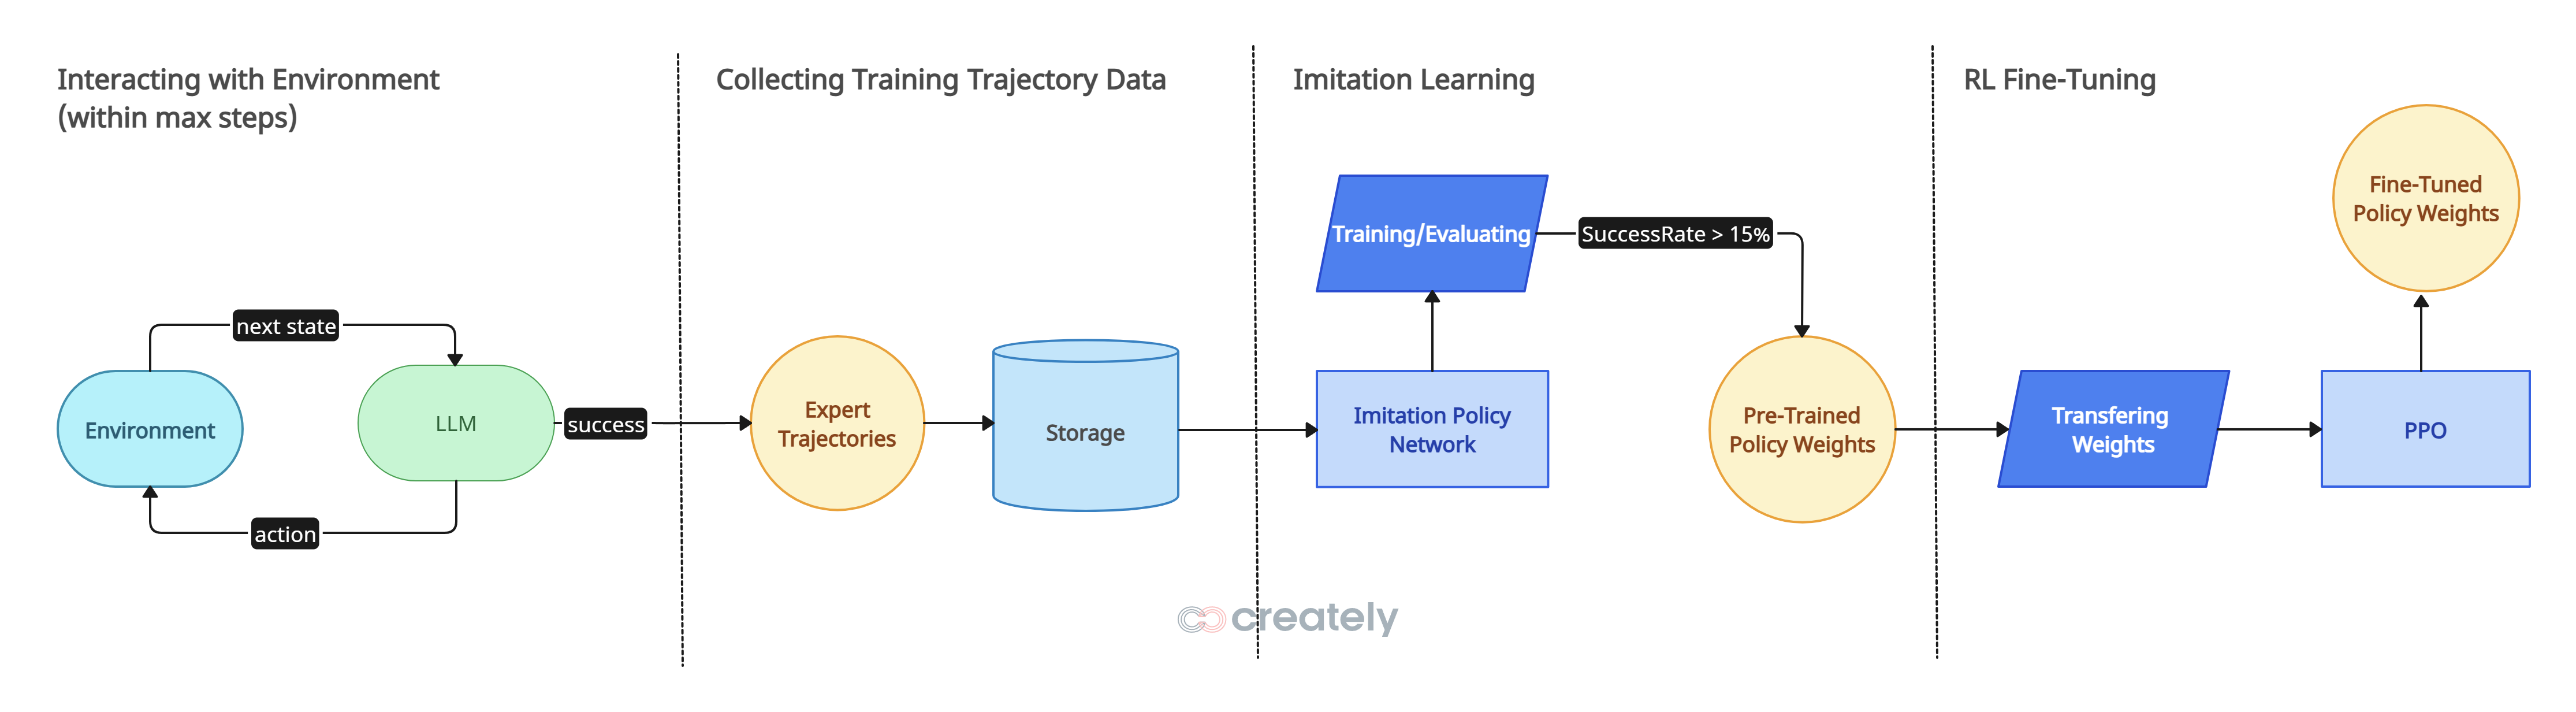 Interacting with Environment
(within max steps)
next state
Environment
LLM
action
success
Collecting Training Trajectory Data
Expert
Trajectories
Storage
Imitation Learning
Training/Evaluating
SuccessRate > 15%
Imitation Policy
Network
Pre-Trained
Policy Weights
RL Fine-Tuning
Fine-Tuned
Policy Weights
Transfering
Weights
PPO
creately